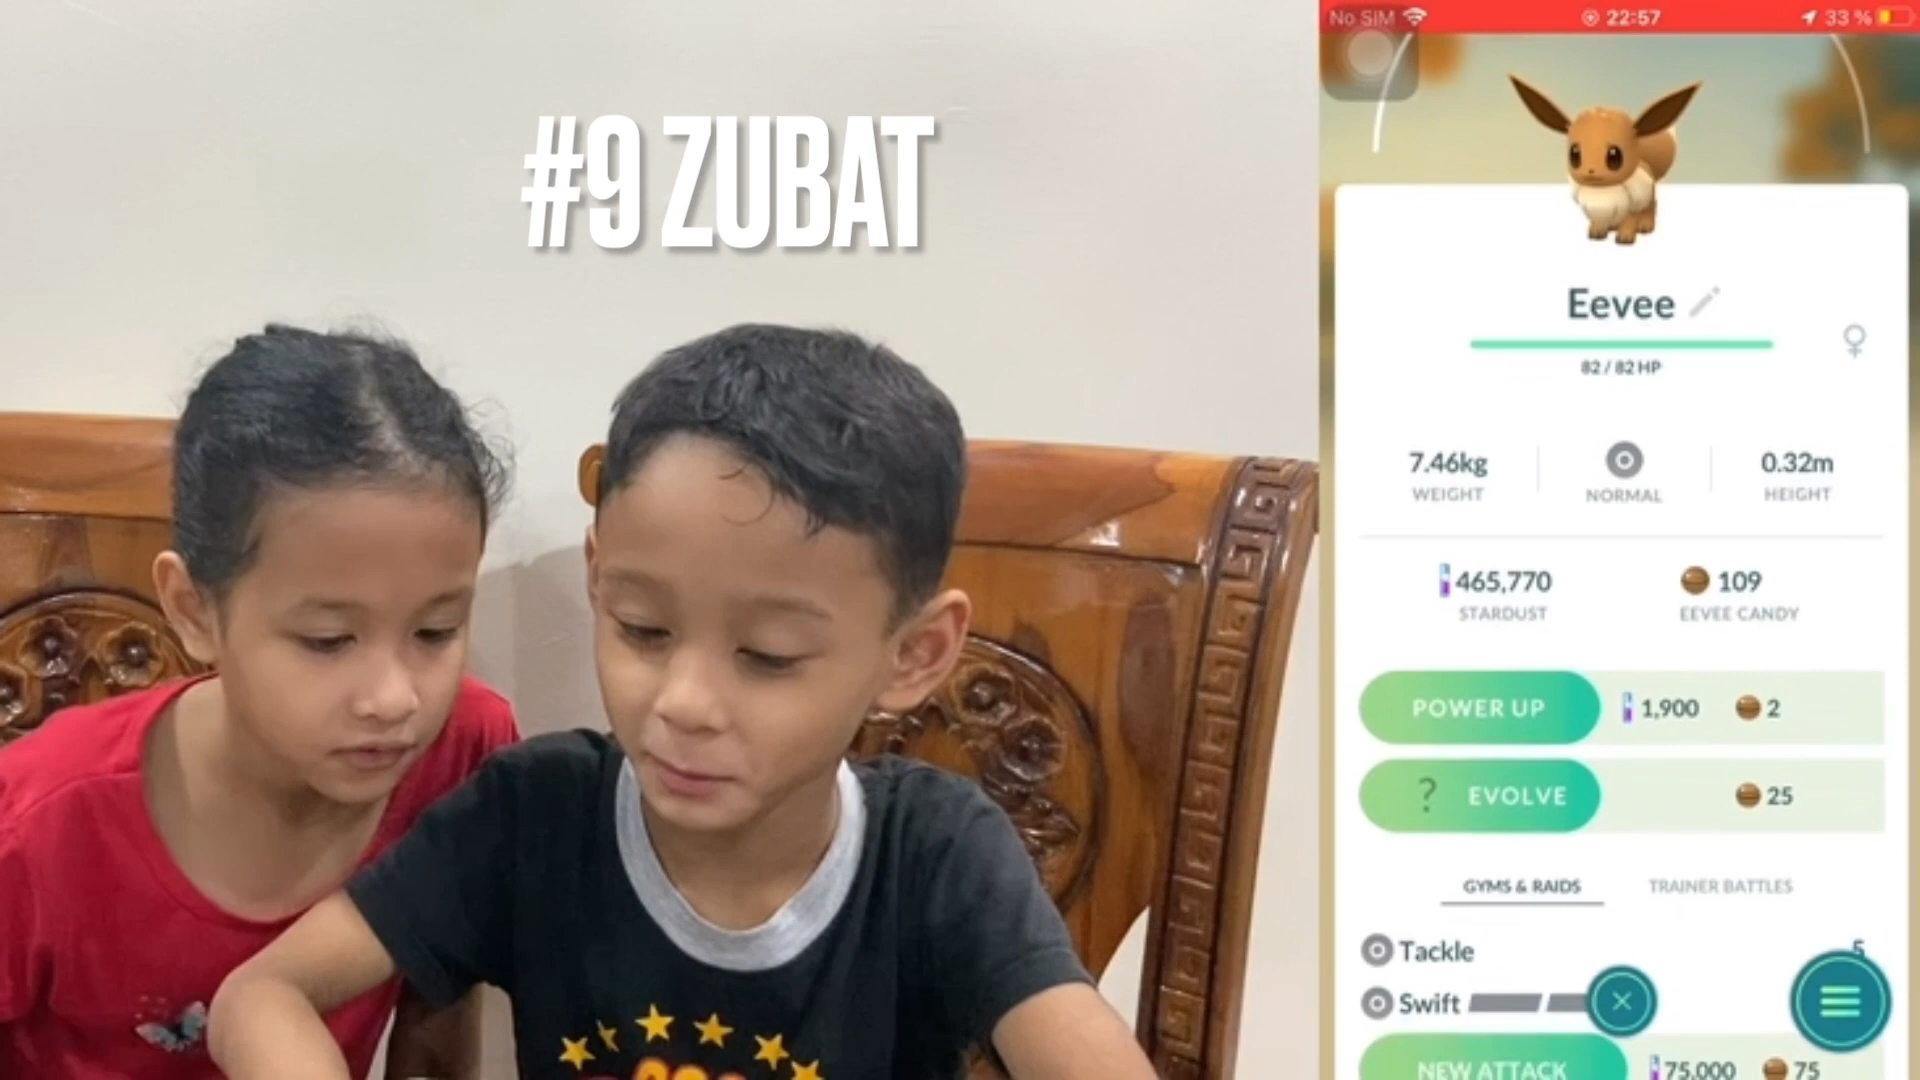 #9 ZUBAT
No SIM 22:57 33 %
Eevee
82 / 82 HP
7.46kg
WEIGHT
NORMAL
0.32m
HEIGHT
465,770
STARDUST
109
EEVEE CANDY
POWER UP 1,900 2
? EVOLVE 25
GYMS & RAIDS TRAINER BATTLES
Tackle 5
Swift
NEW ATTACK 75,000 75